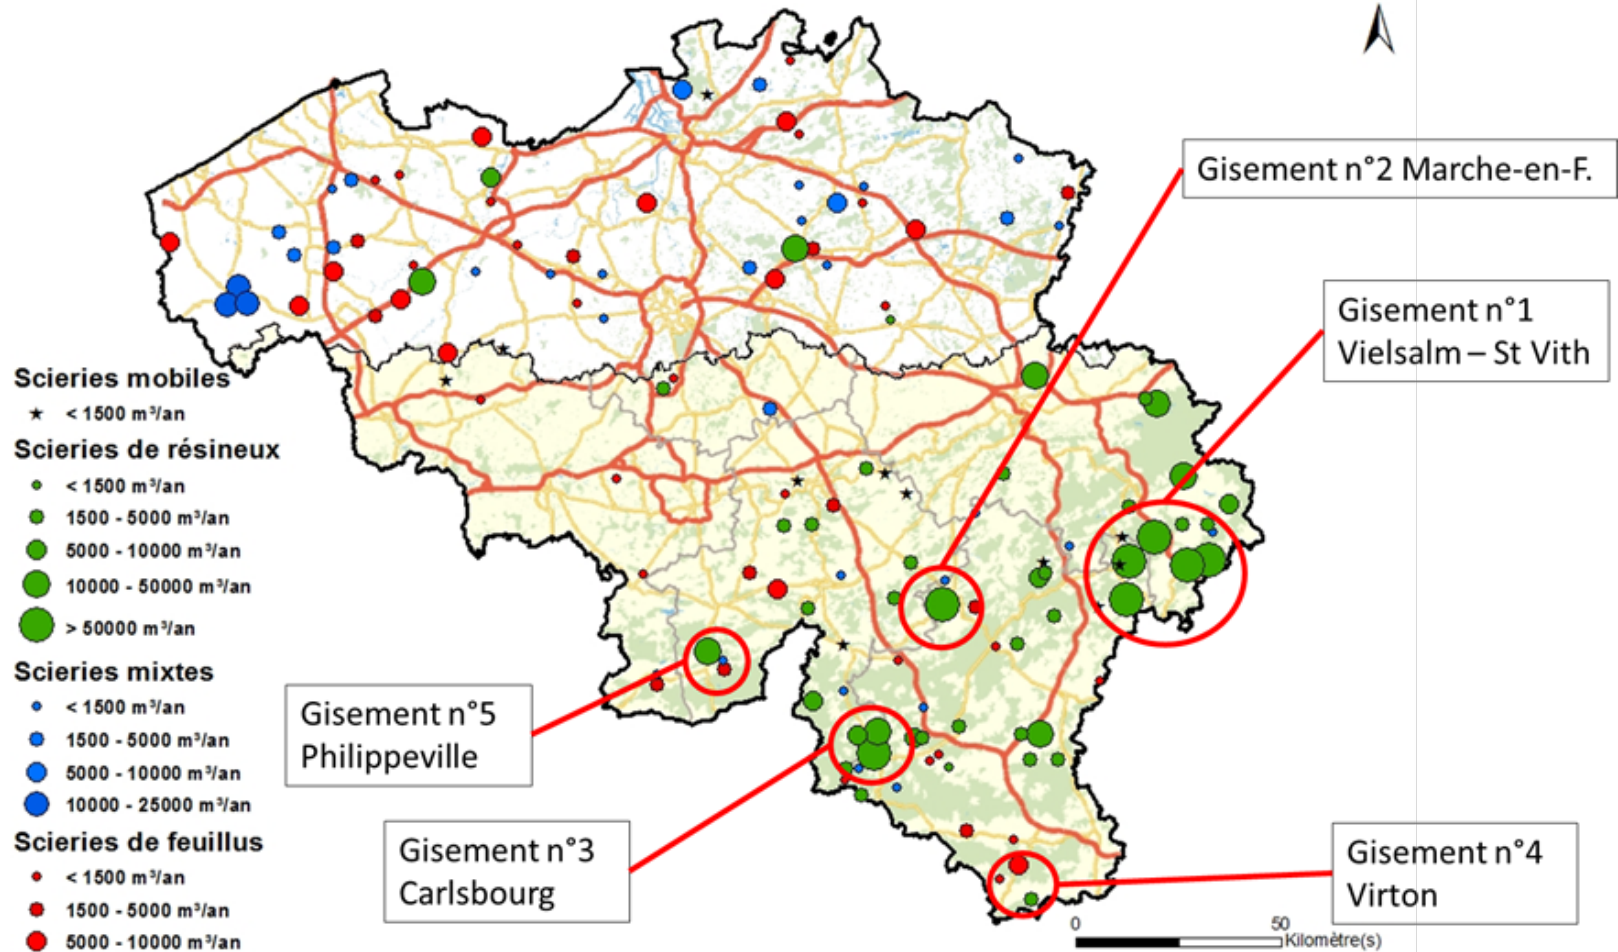 Gisement n°2 Marche-en-F.
Gisement n°1
Vielsalm – St Vith
Scieries mobiles
< 1500 m³/an
Scieries de résineux
< 1500 m³/an
1500 - 5000 m³/an
5000 - 10000 m³/an
10000 - 50000 m³/an
> 50000 m³/an
Scieries mixtes
< 1500 m³/an
1500 - 5000 m³/an
5000 - 10000 m³/an
10000 - 25000 m³/an
Scieries de feuillus
< 1500 m³/an
1500 - 5000 m³/an
5000 - 10000 m³/an
Gisement n°5
Philippeville
Gisement n°3
Carlsbourg
Gisement n°4
Virton
0 50
Kilomètre(s)